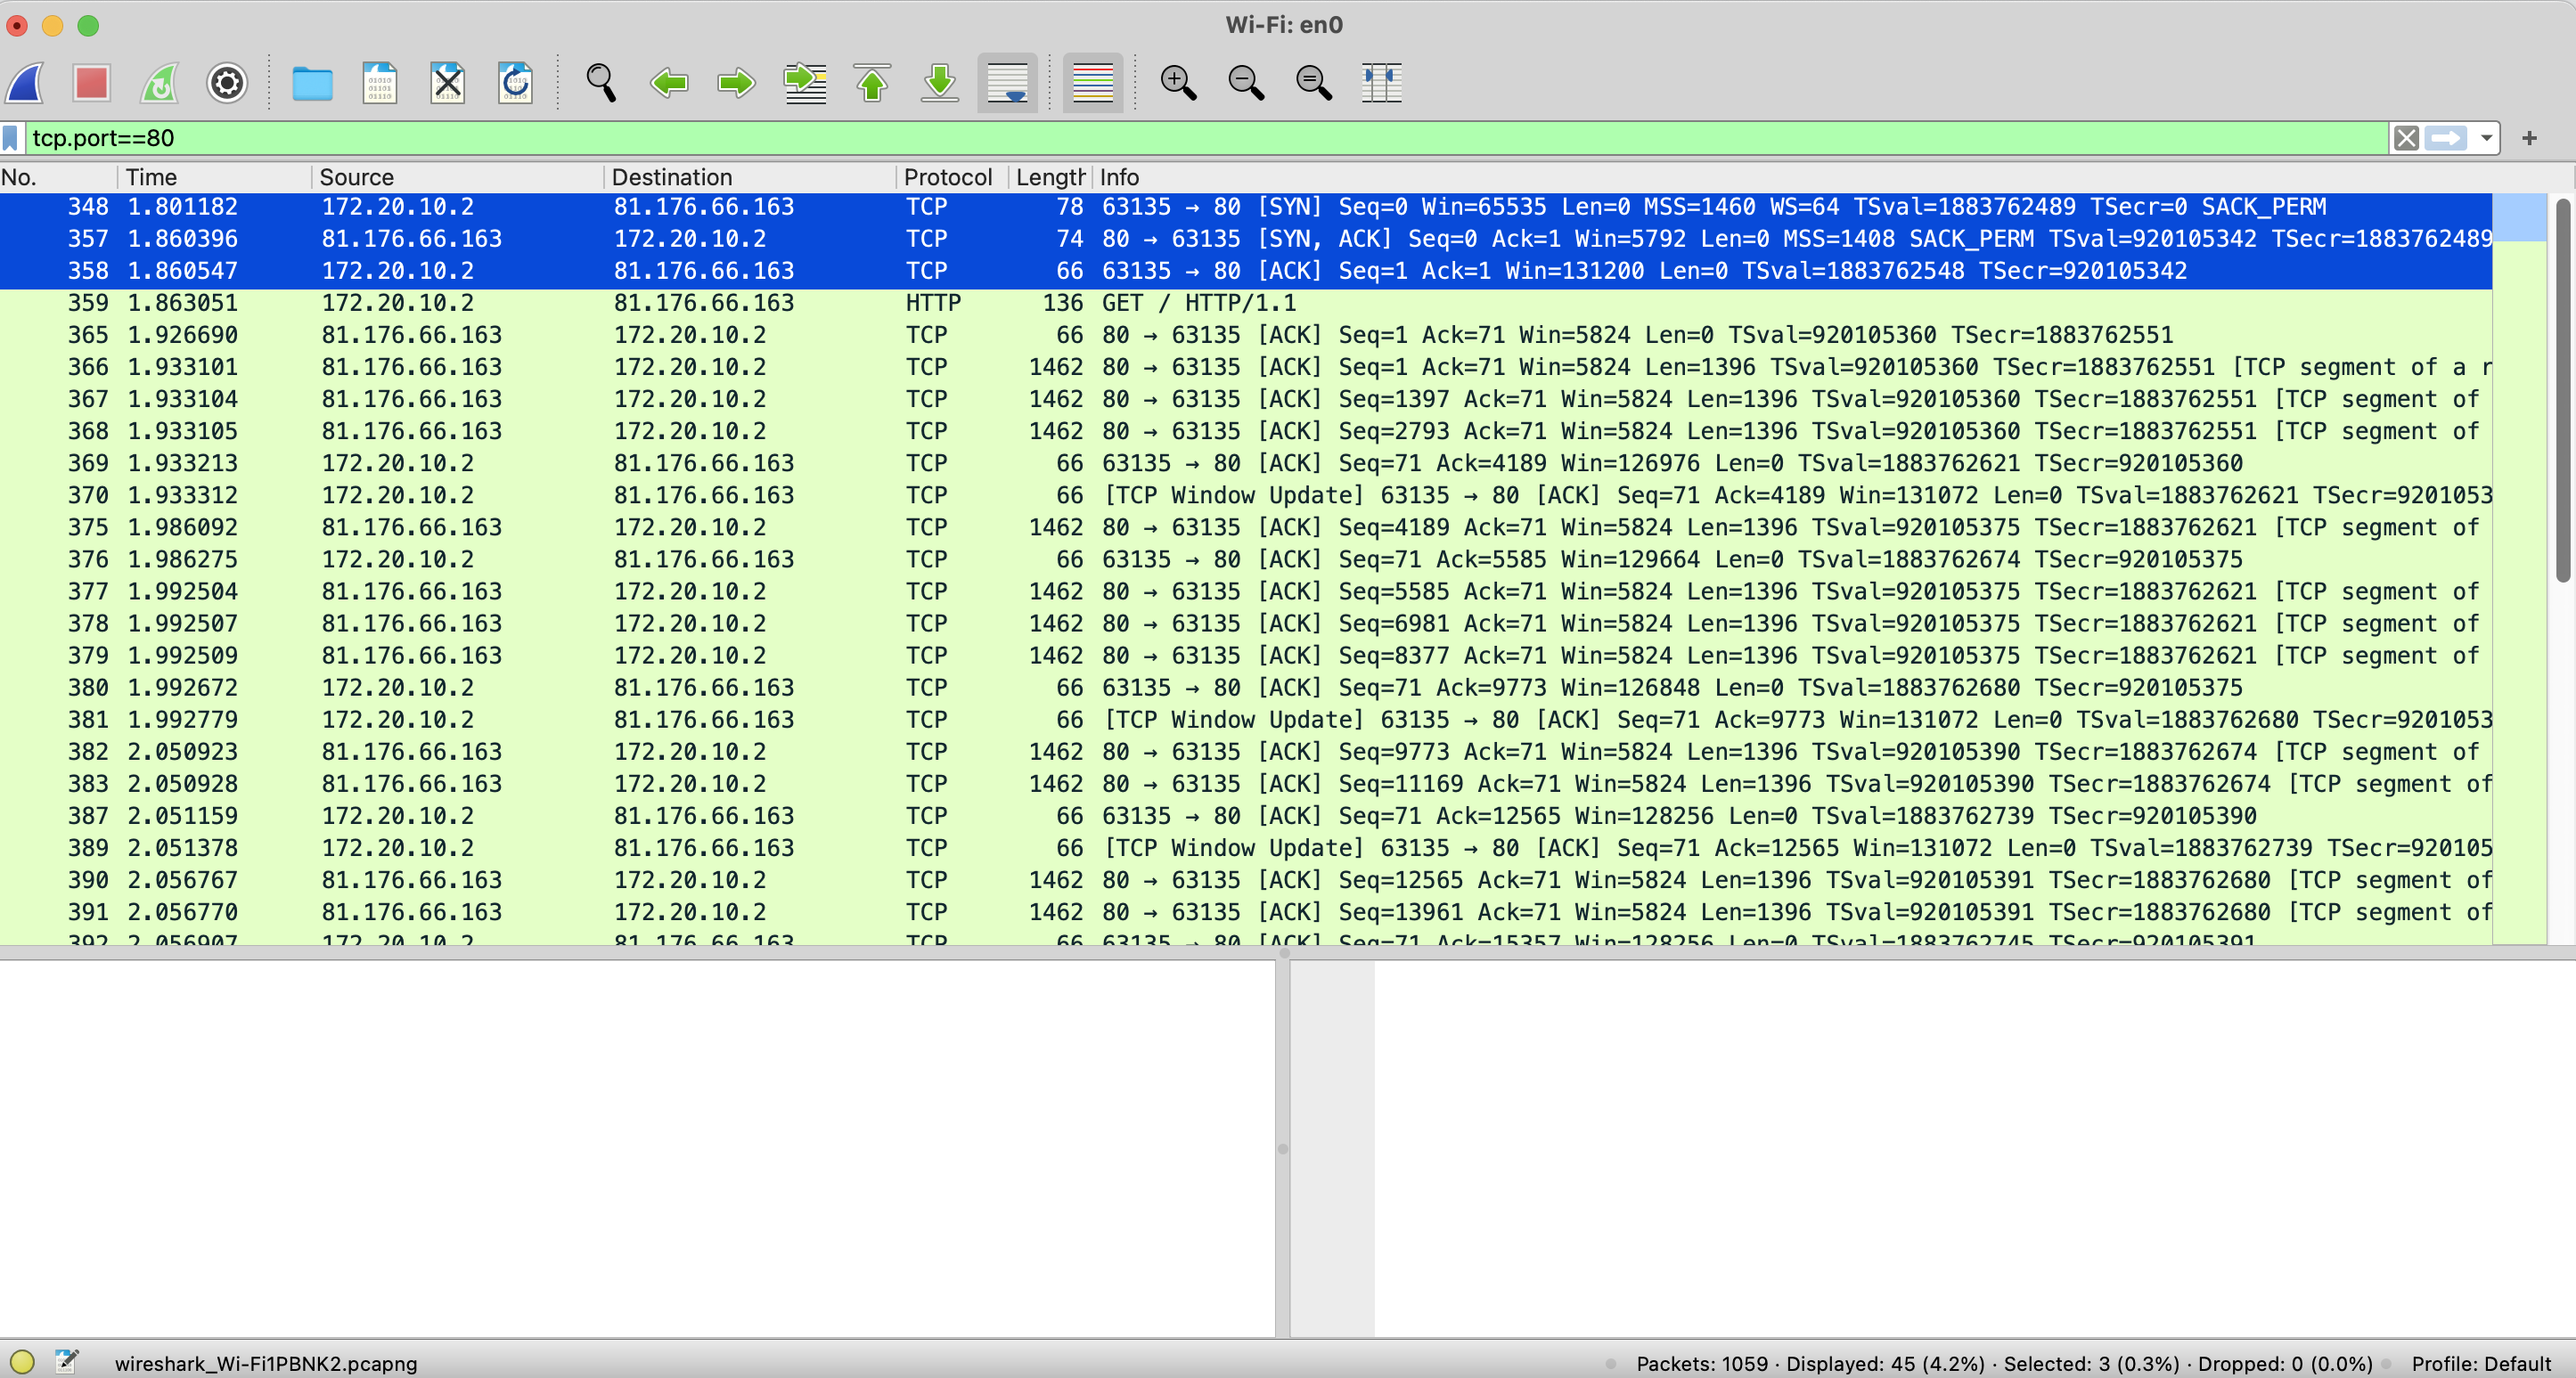 Wi-Fi: en0
tcp.port==80
No. Time Source Destination Protocol Length Info
348 1.801182 172.20.10.2 81.176.66.163 TCP 78 63135 → 80 [SYN] Seq=0 Win=65535 Len=0 MSS=1460 WS=64 TSval=1883762489 TSecr=0 SACK_PERM
357 1.860396 81.176.66.163 172.20.10.2 TCP 74 80 → 63135 [SYN, ACK] Seq=0 Ack=1 Win=5792 Len=0 MSS=1408 SACK_PERM TSval=920105342 TSecr=1883762489
358 1.860547 172.20.10.2 81.176.66.163 TCP 66 63135 → 80 [ACK] Seq=1 Ack=1 Win=131200 Len=0 TSval=1883762548 TSecr=920105342
359 1.863051 172.20.10.2 81.176.66.163 HTTP 136 GET / HTTP/1.1
365 1.926690 81.176.66.163 172.20.10.2 TCP 66 80 → 63135 [ACK] Seq=1 Ack=71 Win=5824 Len=0 TSval=920105360 TSecr=1883762551
366 1.933101 81.176.66.163 172.20.10.2 TCP 1462 80 → 63135 [ACK] Seq=1 Ack=71 Win=5824 Len=1396 TSval=920105360 TSecr=1883762551 [TCP segment of a r
367 1.933104 81.176.66.163 172.20.10.2 TCP 1462 80 → 63135 [ACK] Seq=1397 Ack=71 Win=5824 Len=1396 TSval=920105360 TSecr=1883762551 [TCP segment of
368 1.933105 81.176.66.163 172.20.10.2 TCP 1462 80 → 63135 [ACK] Seq=2793 Ack=71 Win=5824 Len=1396 TSval=920105360 TSecr=1883762551 [TCP segment of
369 1.933213 172.20.10.2 81.176.66.163 TCP 66 63135 → 80 [ACK] Seq=71 Ack=4189 Win=126976 Len=0 TSval=1883762621 TSecr=920105360
370 1.933312 172.20.10.2 81.176.66.163 TCP 66 [TCP Window Update] 63135 → 80 [ACK] Seq=71 Ack=4189 Win=131072 Len=0 TSval=1883762621 TSecr=9201053
375 1.986092 81.176.66.163 172.20.10.2 TCP 1462 80 → 63135 [ACK] Seq=4189 Ack=71 Win=5824 Len=1396 TSval=920105375 TSecr=1883762621 [TCP segment of
376 1.986275 172.20.10.2 81.176.66.163 TCP 66 63135 → 80 [ACK] Seq=71 Ack=5585 Win=129664 Len=0 TSval=1883762674 TSecr=920105375
377 1.992504 81.176.66.163 172.20.10.2 TCP 1462 80 → 63135 [ACK] Seq=5585 Ack=71 Win=5824 Len=1396 TSval=920105375 TSecr=1883762621 [TCP segment of
378 1.992507 81.176.66.163 172.20.10.2 TCP 1462 80 → 63135 [ACK] Seq=6981 Ack=71 Win=5824 Len=1396 TSval=920105375 TSecr=1883762621 [TCP segment of
379 1.992509 81.176.66.163 172.20.10.2 TCP 1462 80 → 63135 [ACK] Seq=8377 Ack=71 Win=5824 Len=1396 TSval=920105375 TSecr=1883762621 [TCP segment of
380 1.992672 172.20.10.2 81.176.66.163 TCP 66 63135 → 80 [ACK] Seq=71 Ack=9773 Win=126848 Len=0 TSval=1883762680 TSecr=920105375
381 1.992779 172.20.10.2 81.176.66.163 TCP 66 [TCP Window Update] 63135 → 80 [ACK] Seq=71 Ack=9773 Win=131072 Len=0 TSval=1883762680 TSecr=9201053
382 2.050923 81.176.66.163 172.20.10.2 TCP 1462 80 → 63135 [ACK] Seq=9773 Ack=71 Win=5824 Len=1396 TSval=920105390 TSecr=1883762674 [TCP segment of
383 2.050928 81.176.66.163 172.20.10.2 TCP 1462 80 → 63135 [ACK] Seq=11169 Ack=71 Win=5824 Len=1396 TSval=920105390 TSecr=1883762674 [TCP segment of
387 2.051159 172.20.10.2 81.176.66.163 TCP 66 63135 → 80 [ACK] Seq=71 Ack=12565 Win=128256 Len=0 TSval=1883762739 TSecr=920105390
389 2.051378 172.20.10.2 81.176.66.163 TCP 66 [TCP Window Update] 63135 → 80 [ACK] Seq=71 Ack=12565 Win=131072 Len=0 TSval=1883762739 TSecr=920105
390 2.056767 81.176.66.163 172.20.10.2 TCP 1462 80 → 63135 [ACK] Seq=12565 Ack=71 Win=5824 Len=1396 TSval=920105391 TSecr=1883762680 [TCP segment of
391 2.056770 81.176.66.163 172.20.10.2 TCP 1462 80 → 63135 [ACK] Seq=13961 Ack=71 Win=5824 Len=1396 TSval=920105391 TSecr=1883762680 [TCP segment of
392 2.056907 172.20.10.2 81.176.66.163 TCP 66 63135 → 80 [ACK] Seq=71 Ack=15357 Win=128256 Len=0 TSval=1883762745 TSecr=920105391
wireshark_Wi-Fi1PBNK2.pcapng
Packets: 1059 · Displayed: 45 (4.2%) · Selected: 3 (0.3%) · Dropped: 0 (0.0%)
Profile: Default